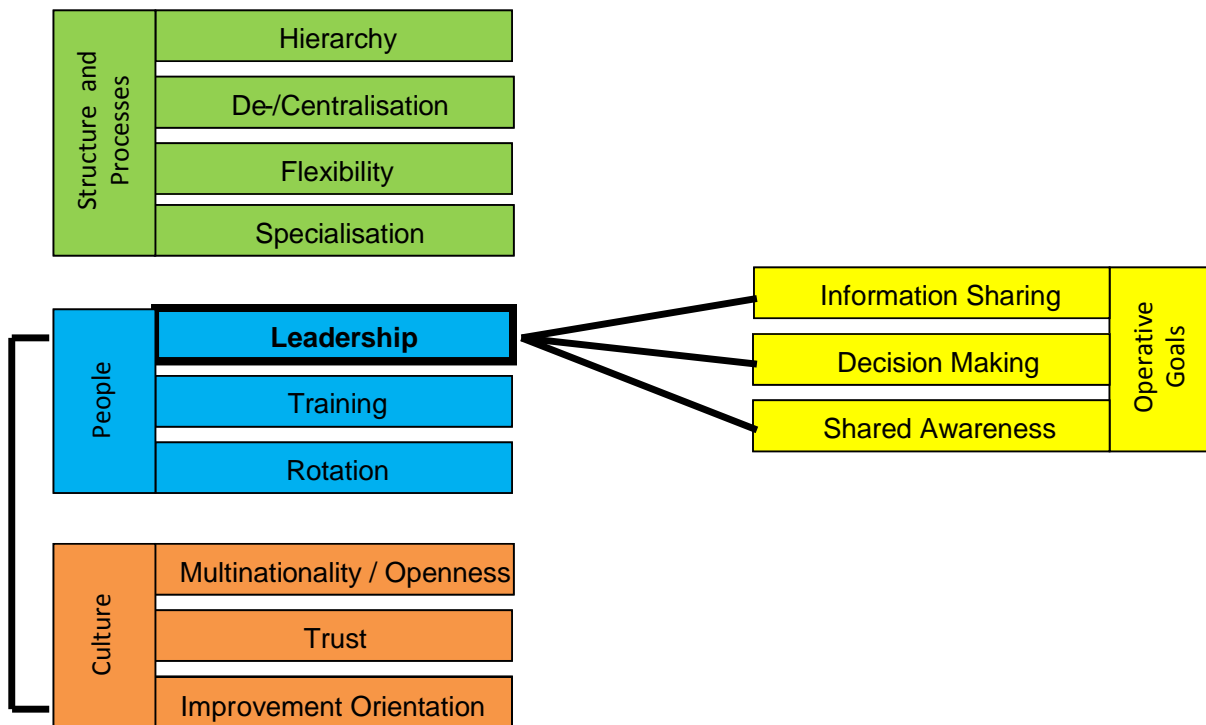 Structure and
Processes
Hierarchy
De-/Centralisation
Flexibility
Specialisation
People
Leadership
Training
Rotation
Culture
Multinationality / Openness
Trust
Improvement Orientation
Information Sharing
Decision Making
Shared Awareness
Operative
Goals